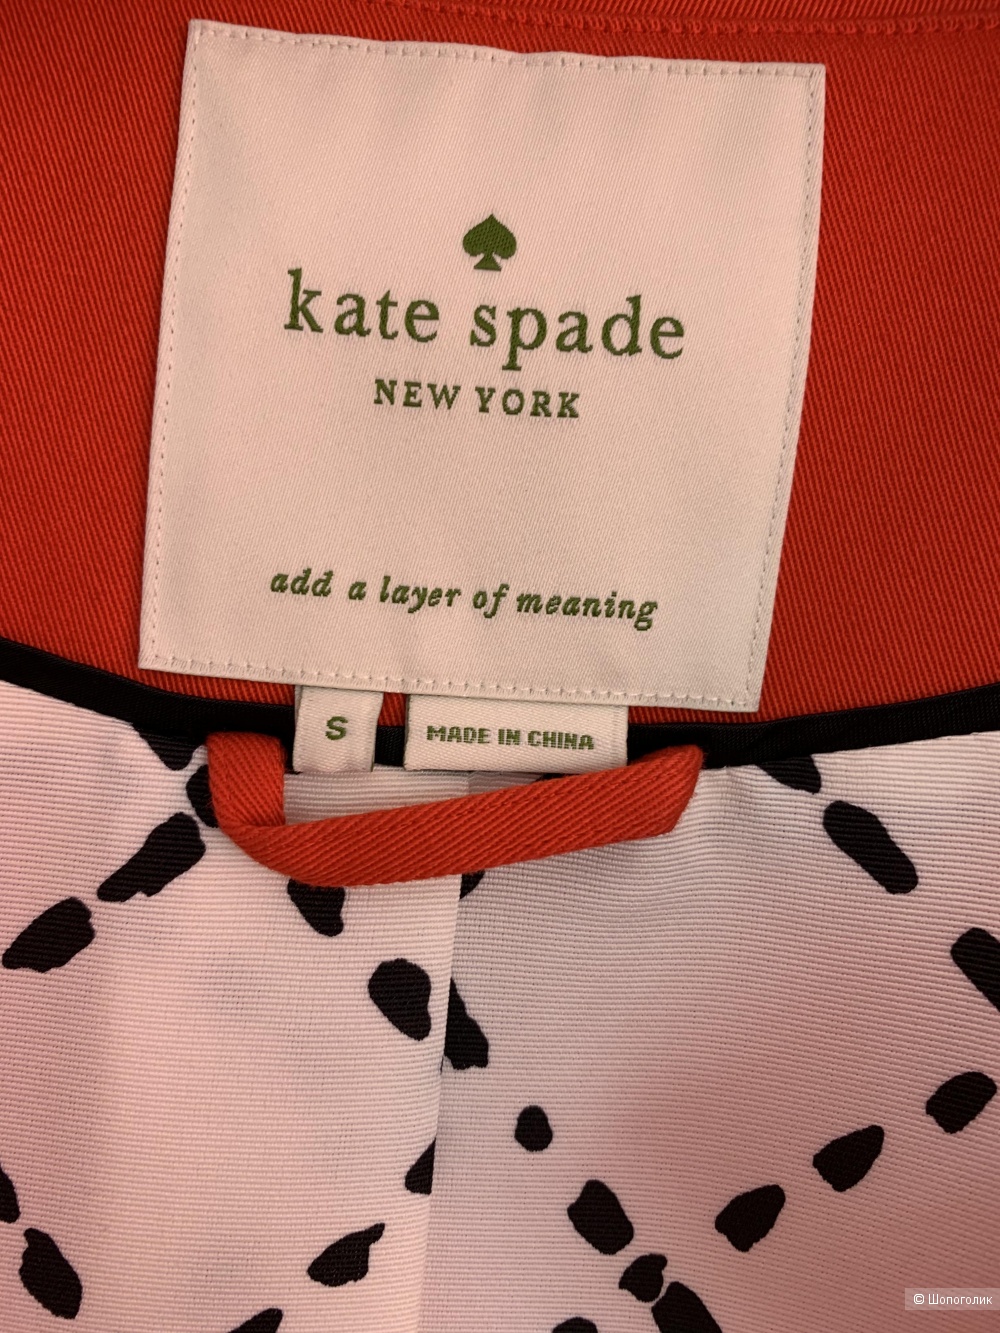 kate spade
NEW YORK
add a layer of meaning
S
MADE IN CHINA
© Шопоголик